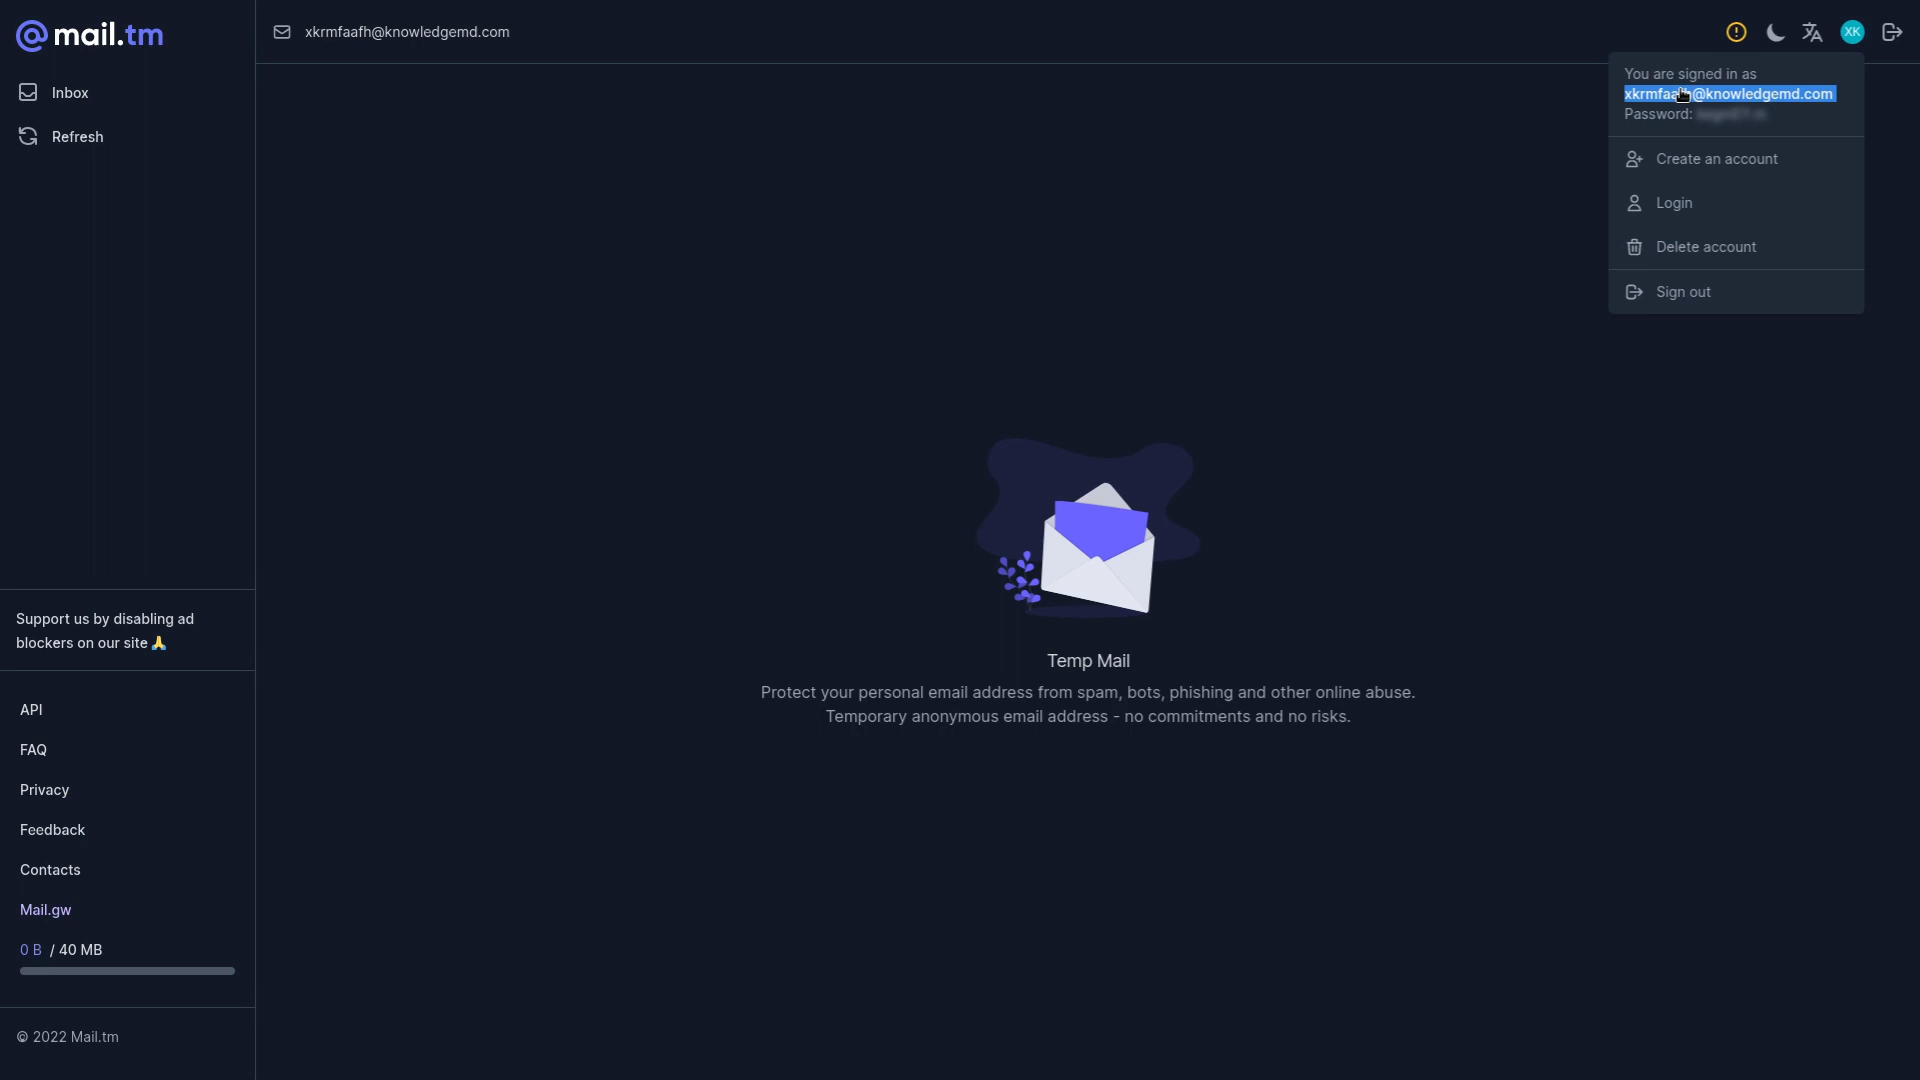 @mail.tm
xkrmfaafh@knowledgemd.com
XK
Inbox
Refresh
You are signed in as
xkrmfaafh@knowledgemd.com
Password:
Create an account
Login
Delete account
Sign out
Temp Mail
Protect your personal email address from spam, bots, phishing and other online abuse.
Temporary anonymous email address - no commitments and no risks.
Support us by disabling ad
blockers on our site 🙏
API
FAQ
Privacy
Feedback
Contacts
Mail.gw
0 B / 40 MB
© 2022 Mail.tm